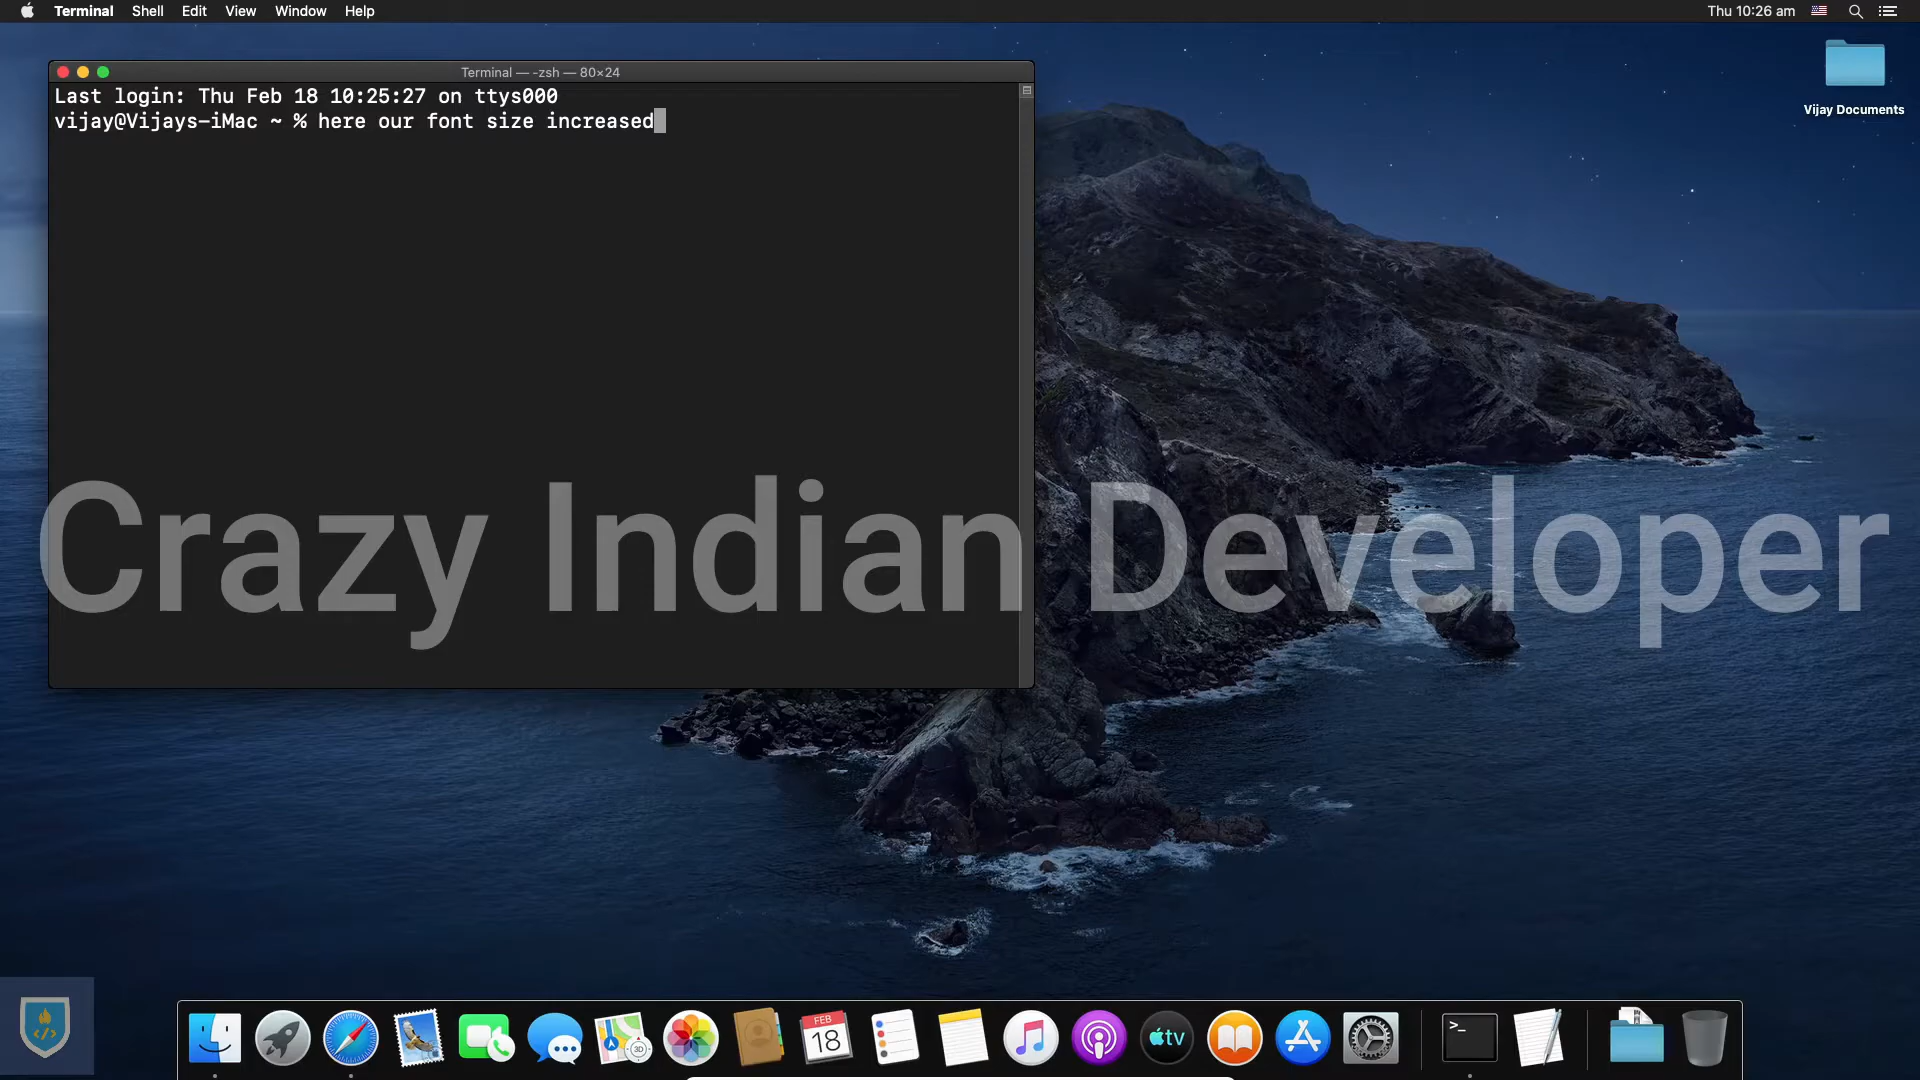 Terminal Shell Edit View Window Help
Thu 10:26 am
Terminal — -zsh — 80×24
Last login: Thu Feb 18 10:25:27 on ttys000
vijay@Vijays-iMac ~ % here our font size increased
Vijay Documents
Crazy Indian Developer
</>
3D
FEB
18
tv
>_